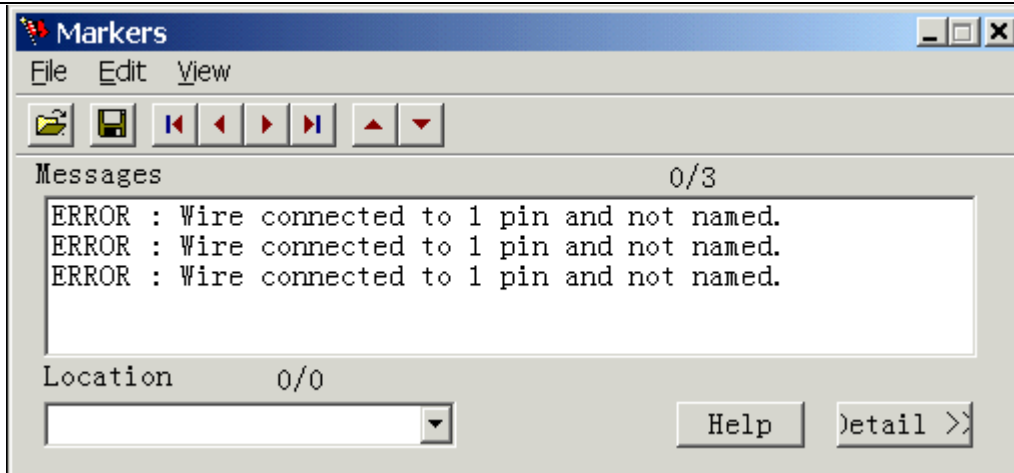 Markers
File Edit View
Messages 0/3
ERROR : Wire connected to 1 pin and not named.
ERROR : Wire connected to 1 pin and not named.
ERROR : Wire connected to 1 pin and not named.
Location 0/0
Help Detail >>